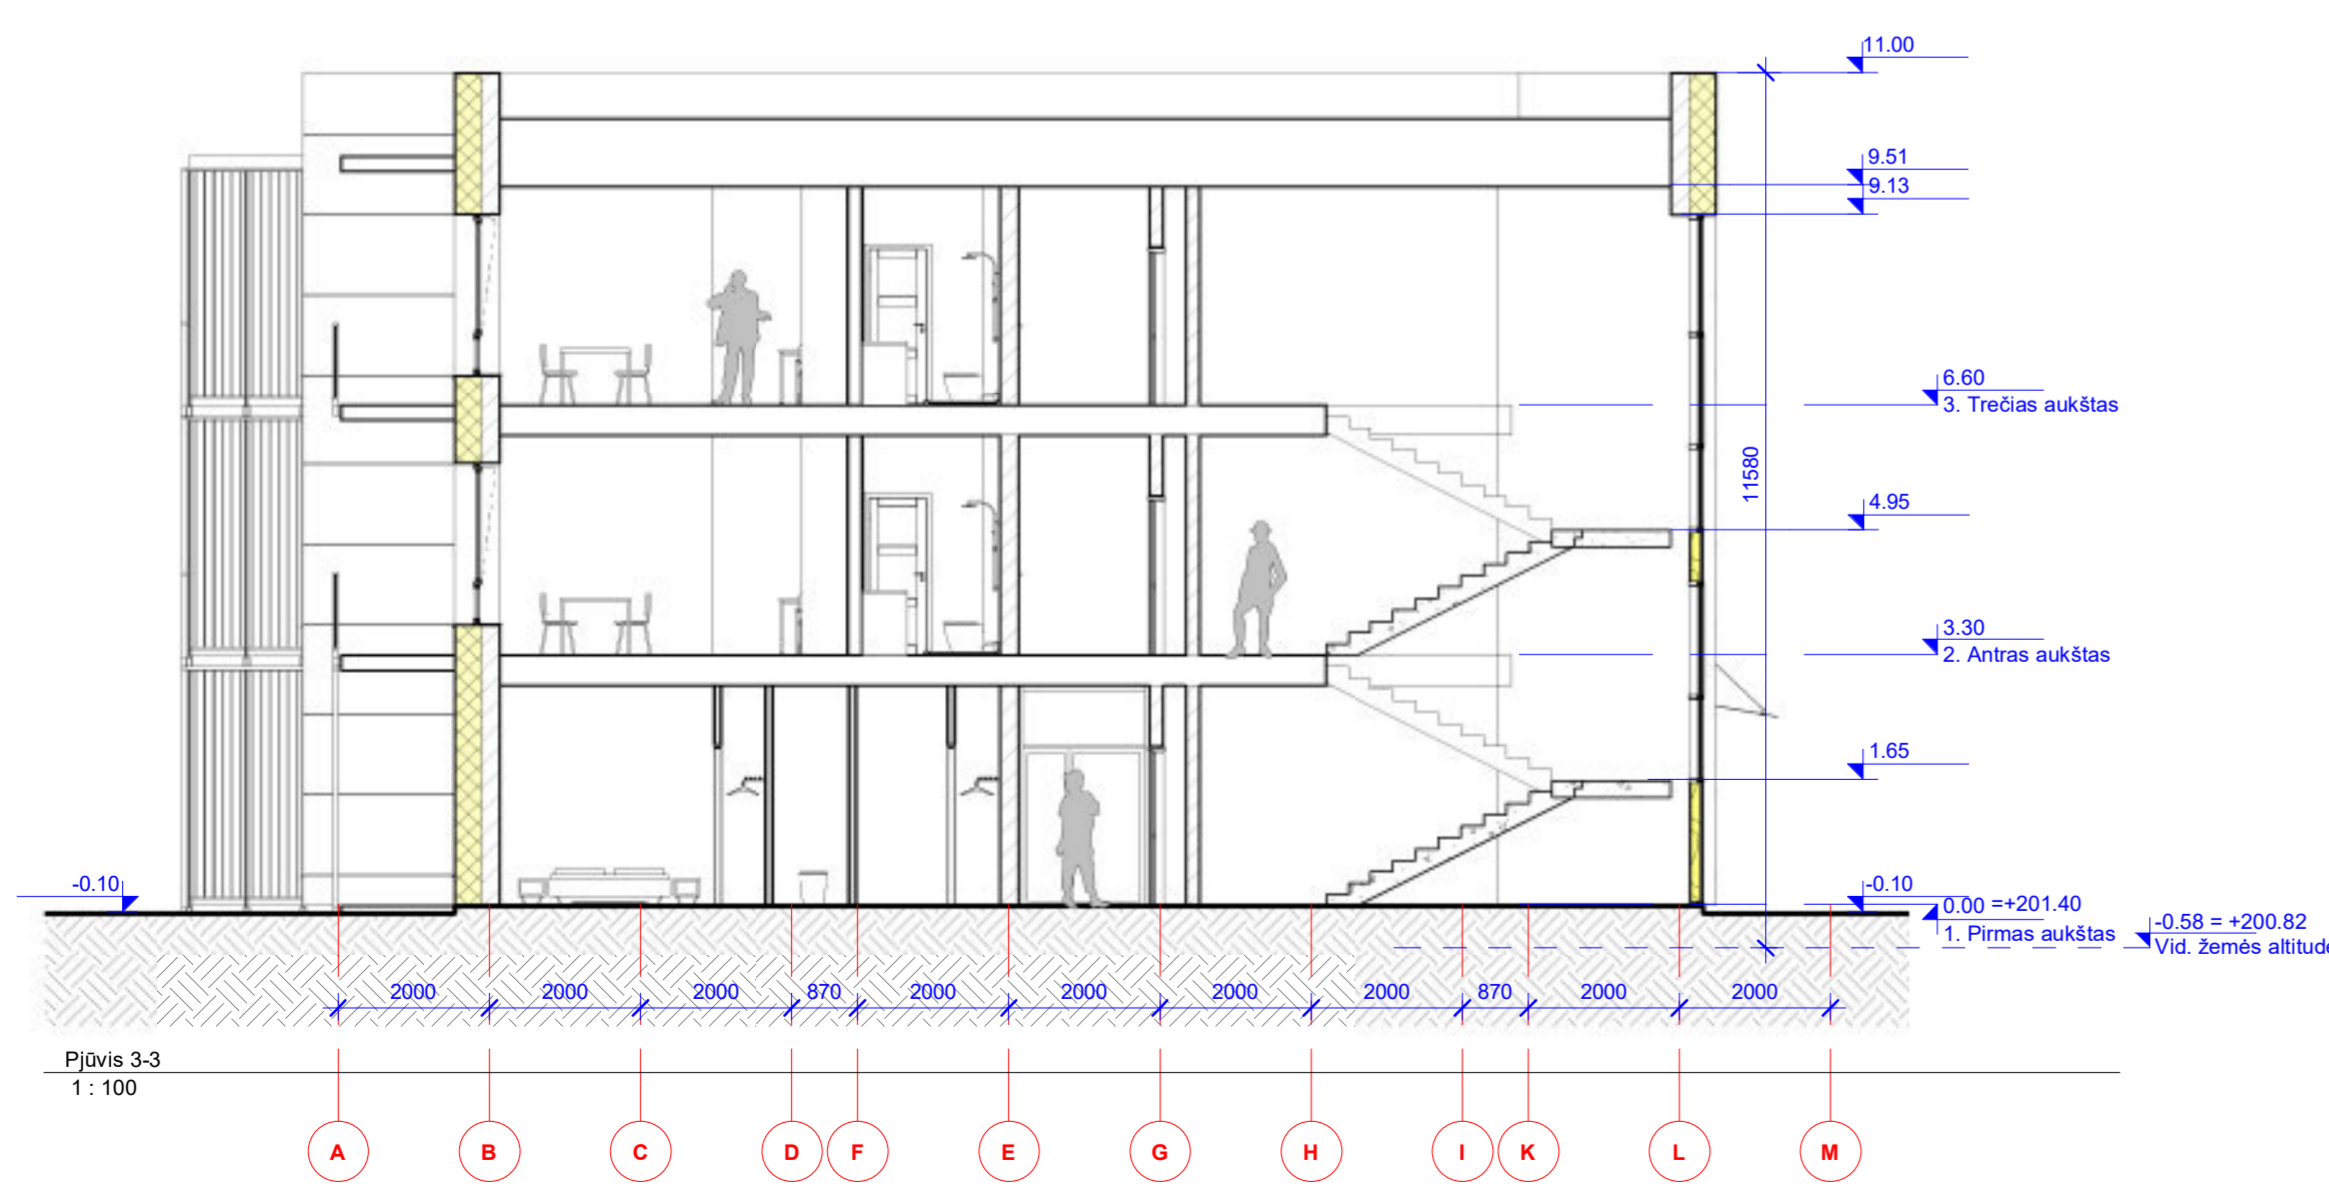 11.00
9.51
9.13
6.60
3. Trečias aukštas
11580
4.95
3.30
2. Antras aukštas
1.65
-0.10
-0.10
0.00 =+201.40
1. Pirmas aukštas
-0.58 = +200.82
Vid. žemės altitude
2000 2000 2000 870 2000 2000 2000 2000 870 2000 2000
Pjūvis 3-3
1 : 100
A B C D F E G H I K L M